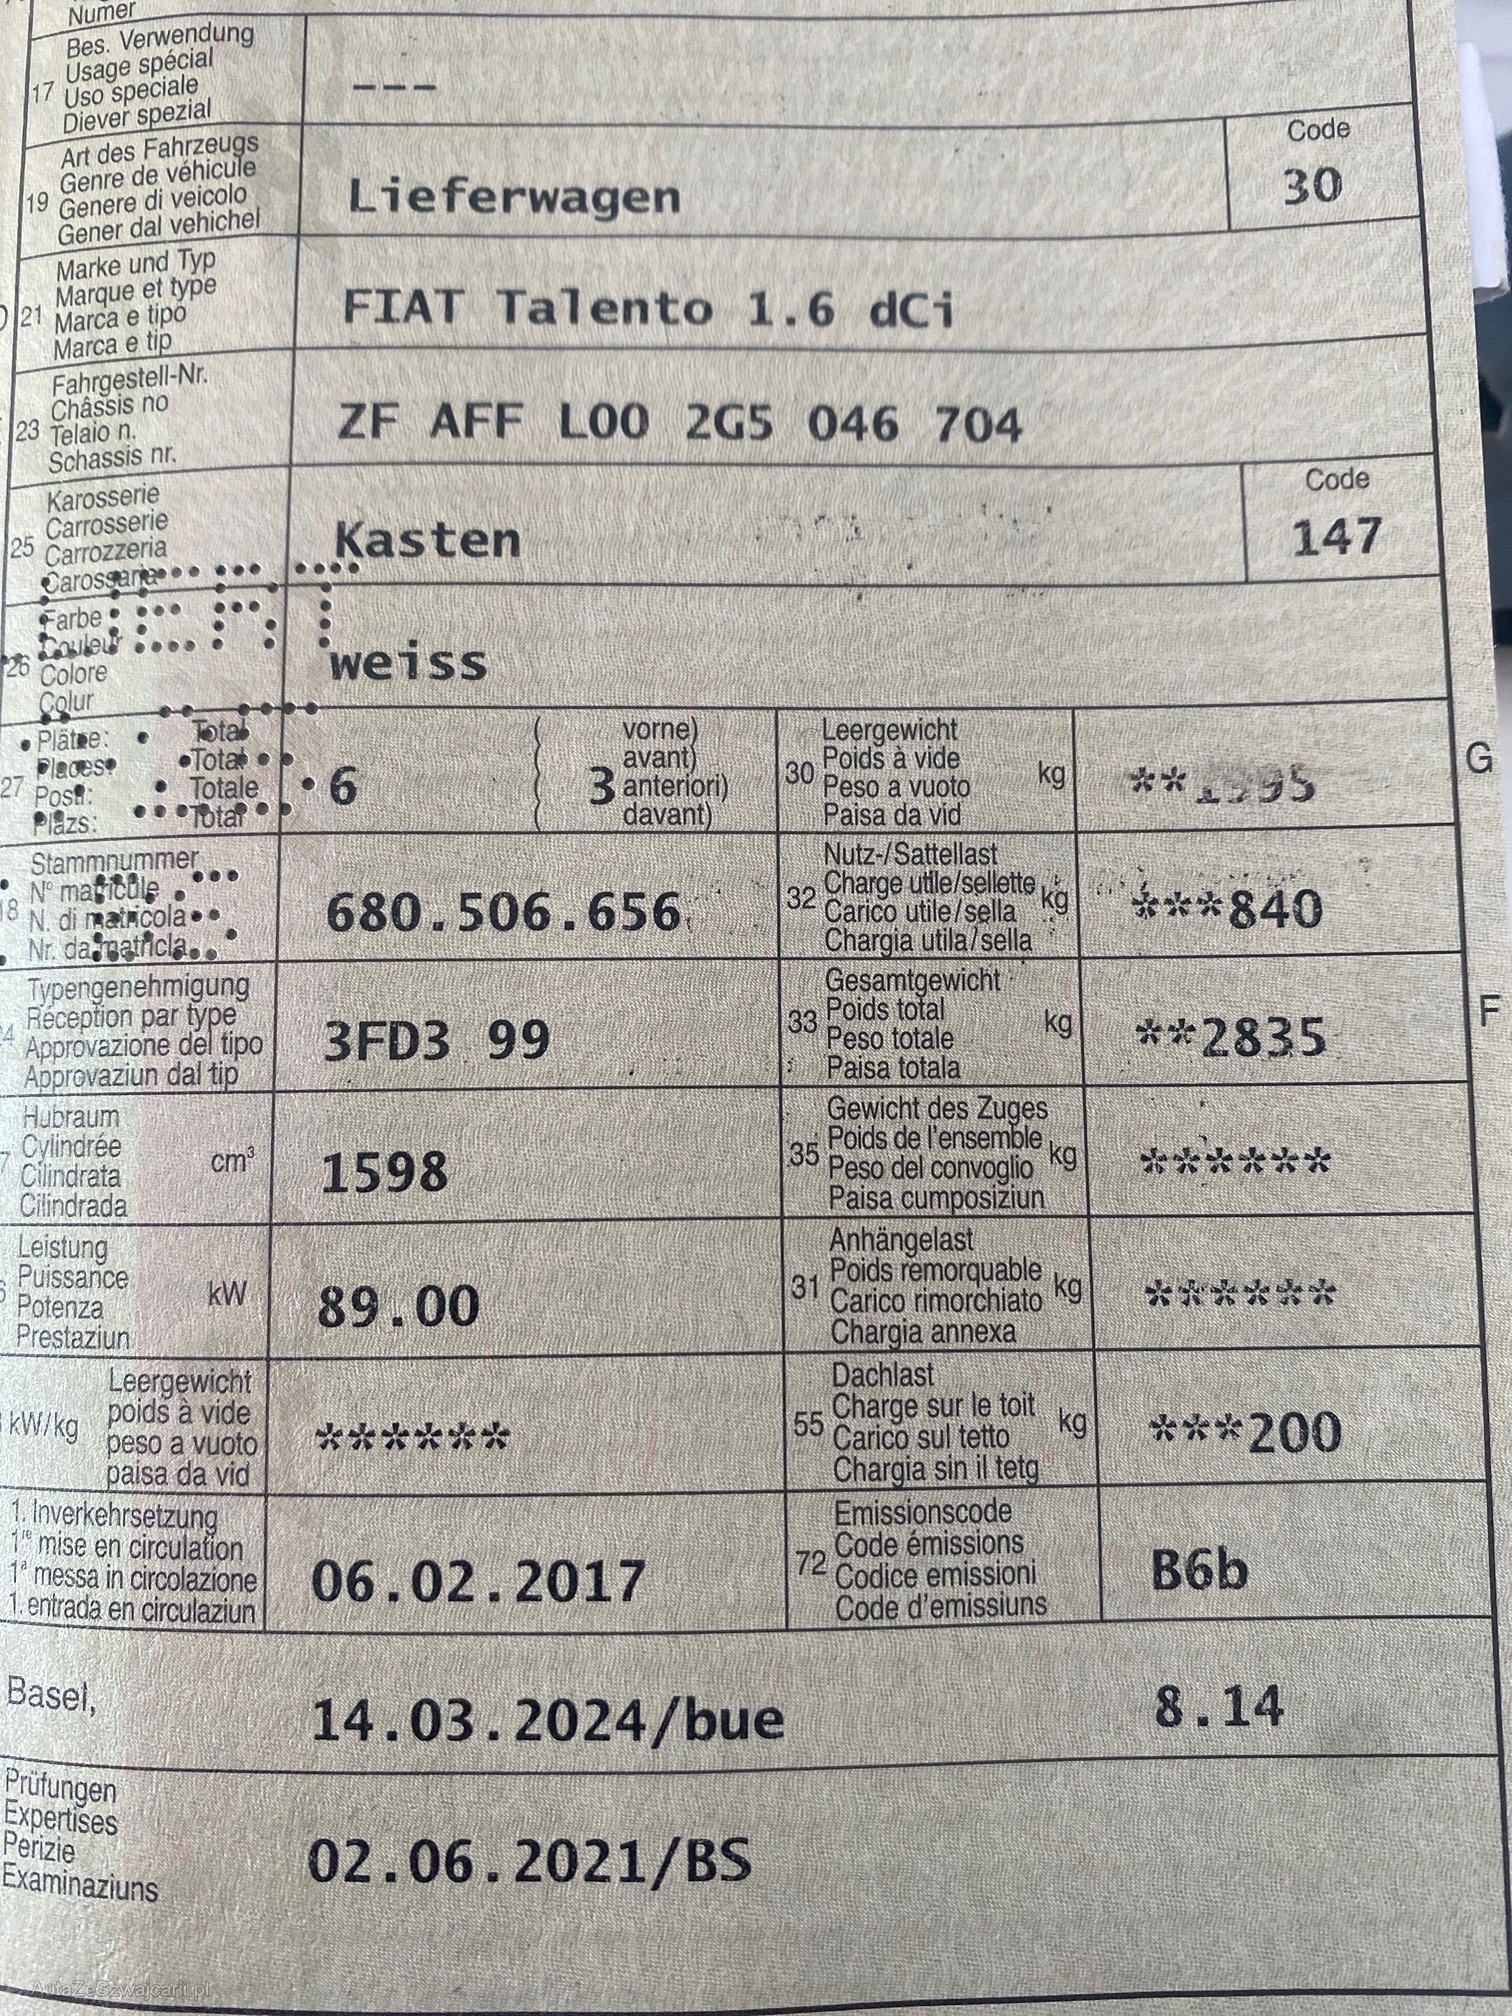 Numer
17 Bes. Verwendung
Usage spécial
Uso speciale
Diever spezial
---
19 Art des Fahrzeugs
Genre de véhicule
Genere di veicolo
Gener dal vehichel
Lieferwagen
Code
30
21 Marke und Typ
Marque et type
Marca e tipo
Marca e tip
FIAT Talento 1.6 dCi
23 Fahrgestell-Nr.
Châssis no
Telaio n.
Schassis nr.
ZF AFF L00 2G5 046 704
25 Karosserie
Carrosserie
Carrozzeria
Carossaria
Kasten
Code
147
26 Farbe
Couleur
Colore
Colur
weiss
27 Plätze: Total
Places: Total
Posti: Totale
Plazs: Total
6
( 3 vorne)
avant)
anteriori)
davant)
30 Leergewicht
Poids à vide
Peso a vuoto
Paisa da vid
kg
G
Stammnummer
N° matricule
N. di matricola
Nr. da matricla
680.506.656
32 Nutz-/Sattellast
Charge utile/sellette
Carico utile/sella
Chargia utila/sella
kg
***840
Typengenehmigung
Réception par type
Approvazione del tipo
Approvaziun dal tip
3FD3 99
33 Gesamtgewicht
Poids total
Peso totale
Paisa totala
kg
**2835
F
Hubraum
Cylindrée
Cilindrata
Cilindrada
cm³
1598
35 Gewicht des Zuges
Poids de l'ensemble
Peso del convoglio
Paisa cumposiziun
kg
******
Leistung
Puissance
Potenza
Prestaziun
kW
89.00
31 Anhängelast
Poids remorquable
Carico rimorchiato
Chargia annexa
kg
******
kW/kg
Leergewicht
poids à vide
peso a vuoto
paisa da vid
******
55 Dachlast
Charge sur le toit
Carico sul tetto
Chargia sin il tetg
kg
***200
1. Inverkehrsetzung
1re mise en circulation
1a messa in circolazione
1. entrada en circulaziun
06.02.2017
72 Emissionscode
Code émissions
Codice emissioni
Code d'emissiuns
B6b
Basel,
14.03.2024/bue
8.14
Prüfungen
Expertises
Perizie
Examinaziuns
02.06.2021/BS
AutaZeSzwajcarii.pl